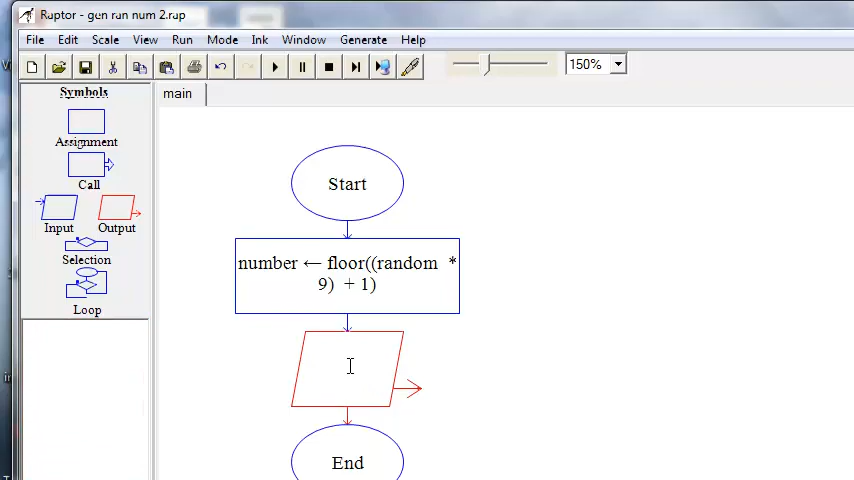 Raptor - gen ran num 2.rap
File Edit Scale View Run Mode Ink Window Generate Help
150%
Symbols
main
Assignment
Call
Input Output
Selection
Loop
Start
number ← floor((random *
9) + 1)
End